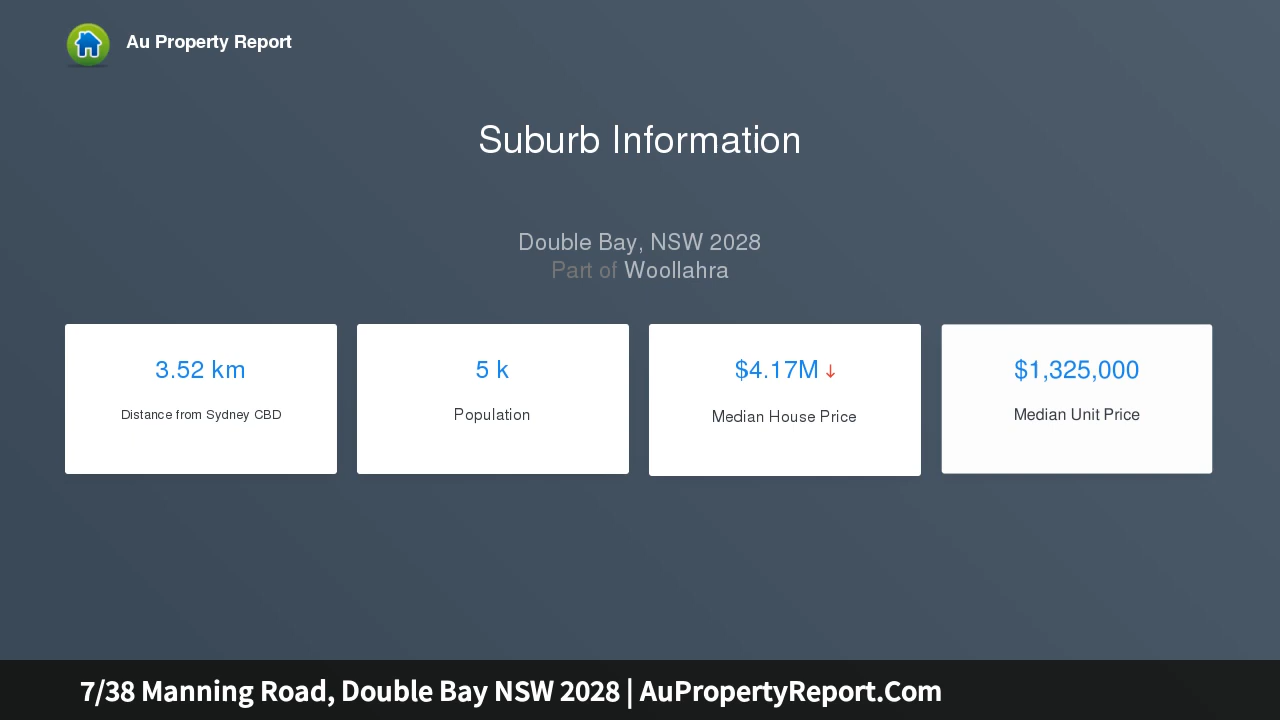 Au Property Report
Suburb Information
Double Bay, NSW 2028
Part of Woollahra
3.52 km
Distance from Sydney CBD
5 k
Population
$4.17M ↓
Median House Price
$1,325,000
Median Unit Price
7/38 Manning Road, Double Bay NSW 2028 | AuPropertyReport.Com